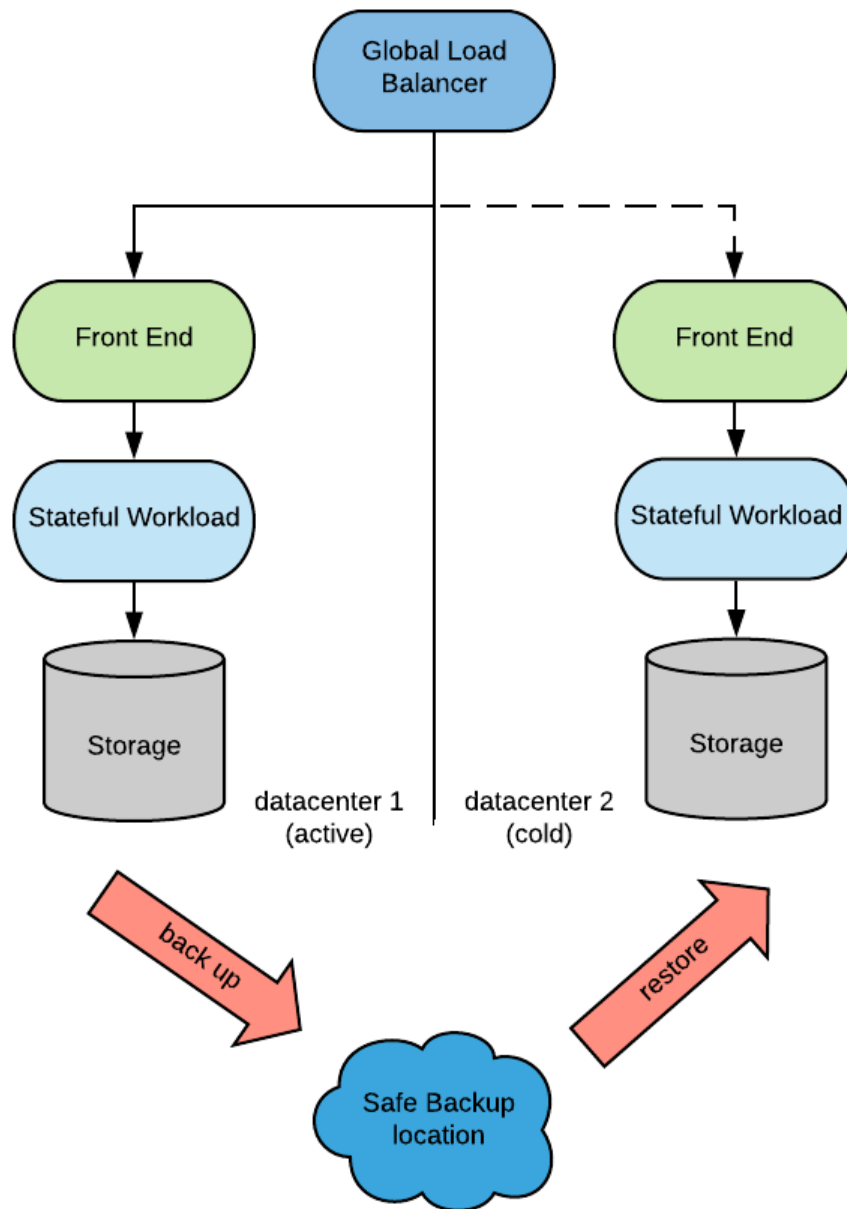 Global Load
Balancer
Front End
Front End
Stateful Workload
Stateful Workload
Storage
Storage
datacenter 1
(active)
datacenter 2
(cold)
back up
restore
Safe Backup
location